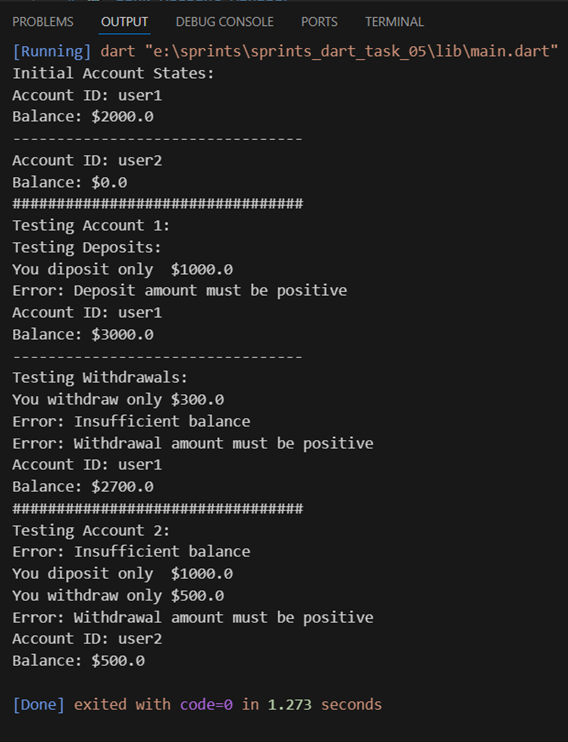 PROBLEMS OUTPUT DEBUG CONSOLE PORTS TERMINAL
[Running] dart "e:\sprints\sprints_dart_task_05\lib\main.dart"
Initial Account States:
Account ID: user1
Balance: $2000.0
---------------------------------
Account ID: user2
Balance: $0.0
#################################
Testing Account 1:
Testing Deposits:
You diposit only  $1000.0
Error: Deposit amount must be positive
Account ID: user1
Balance: $3000.0
---------------------------------
Testing Withdrawals:
You withdraw only $300.0
Error: Insufficient balance
Error: Withdrawal amount must be positive
Account ID: user1
Balance: $2700.0
#################################
Testing Account 2:
Error: Insufficient balance
You diposit only  $1000.0
You withdraw only $500.0
Error: Withdrawal amount must be positive
Account ID: user2
Balance: $500.0
[Done] exited with code=0 in 1.273 seconds